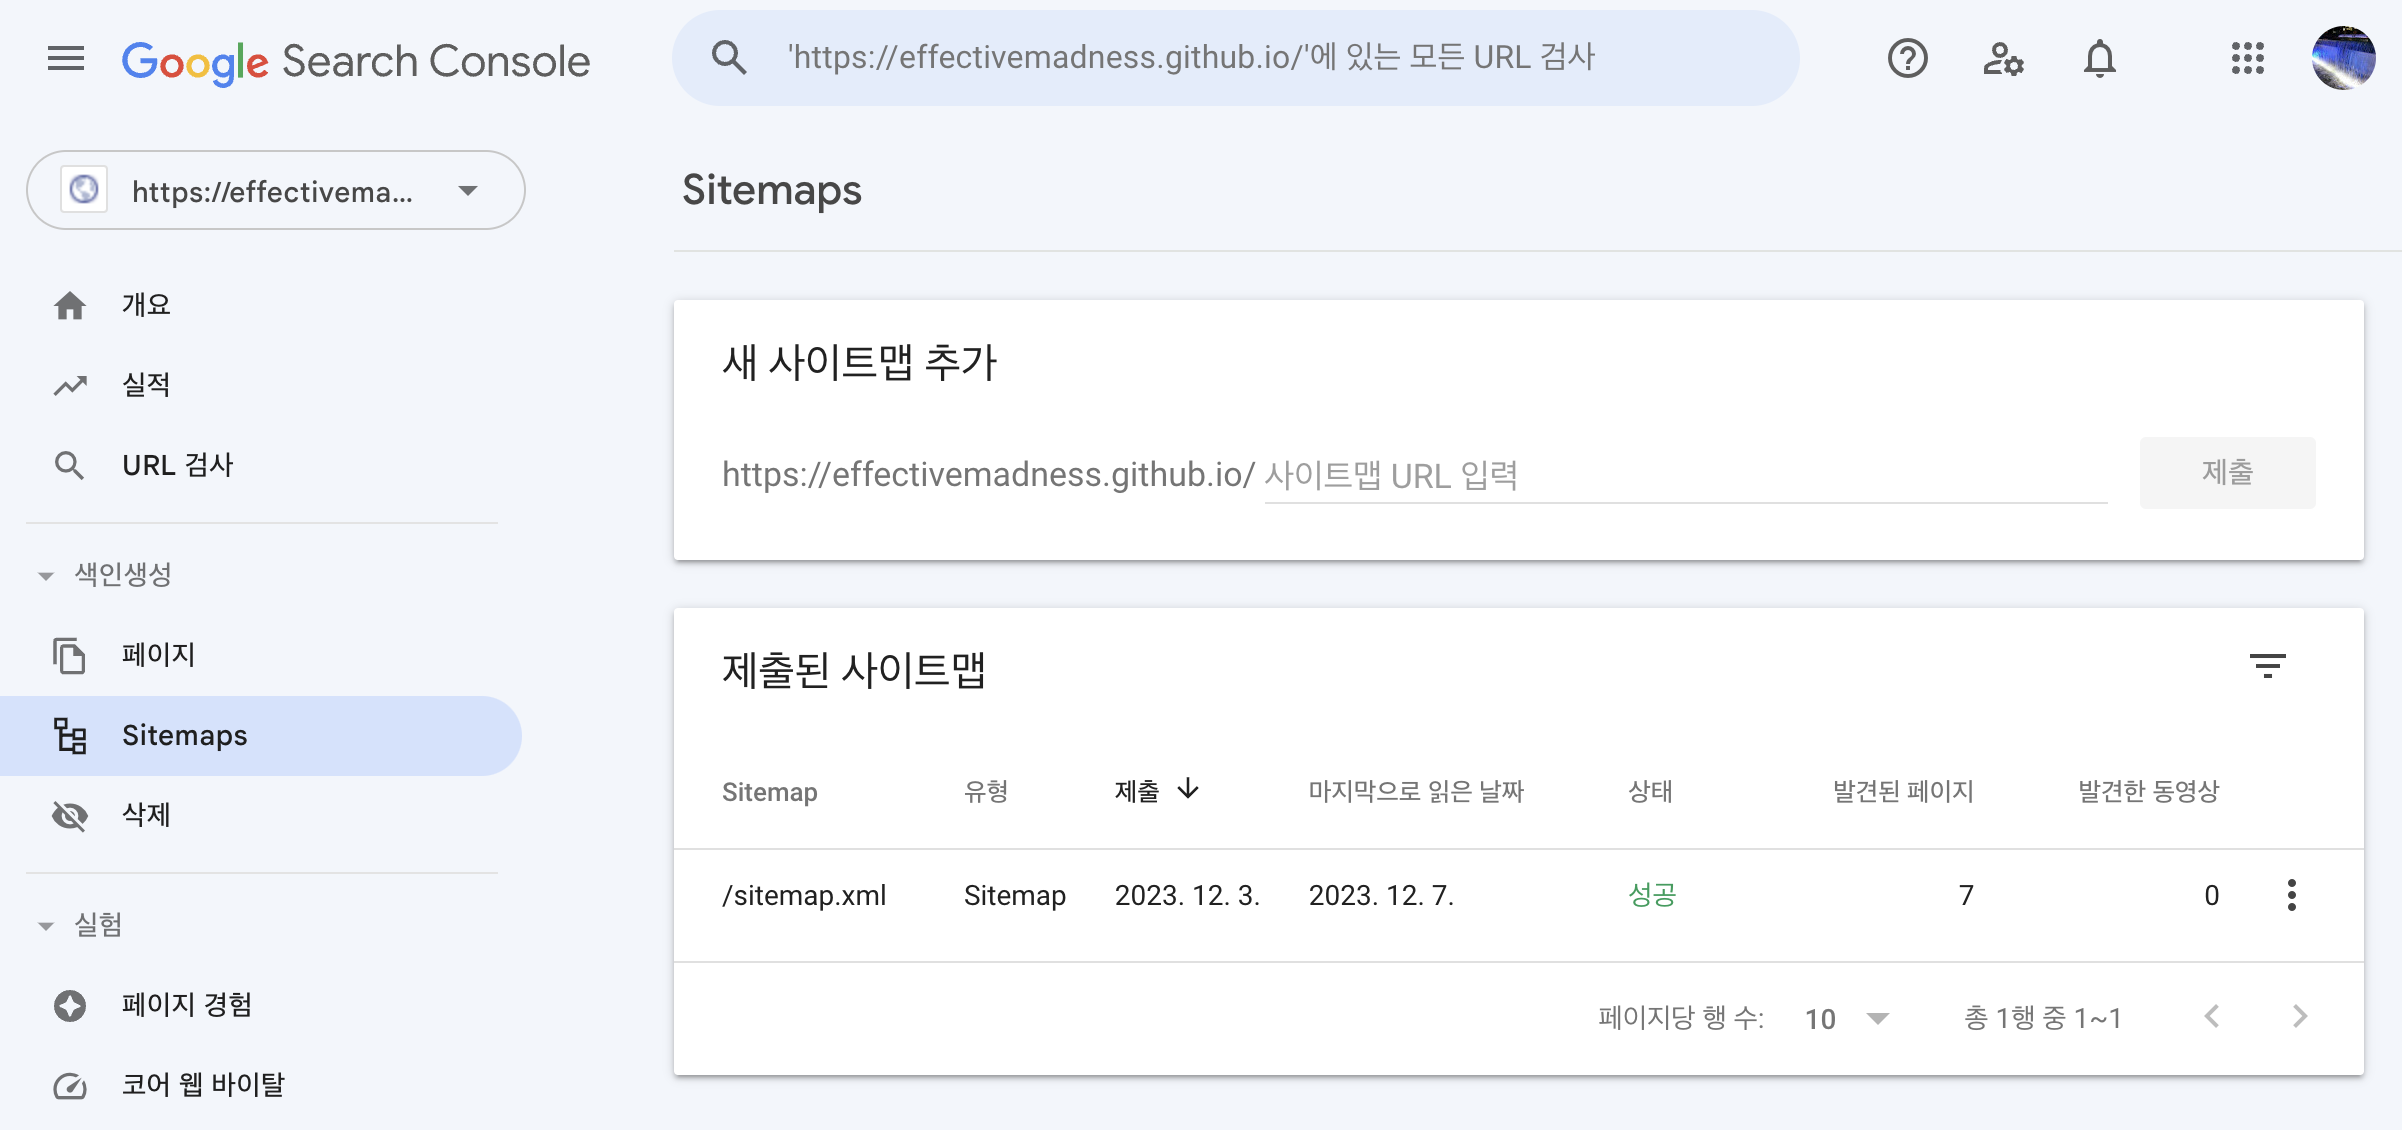 Google Search Console
'https://effectivemadness.github.io/'에 있는 모든 URL 검사
https://effectivema...
개요
실적
URL 검사
색인생성
페이지
Sitemaps
삭제
실험
페이지 경험
코어 웹 바이탈
Sitemaps
새 사이트맵 추가
https://effectivemadness.github.io/ 사이트맵 URL 입력
제출
제출된 사이트맵
Sitemap 유형 제출 마지막으로 읽은 날짜 상태 발견된 페이지 발견한 동영상
/sitemap.xml Sitemap 2023. 12. 3. 2023. 12. 7. 성공 7 0
페이지당 행 수: 10 총 1행 중 1~1